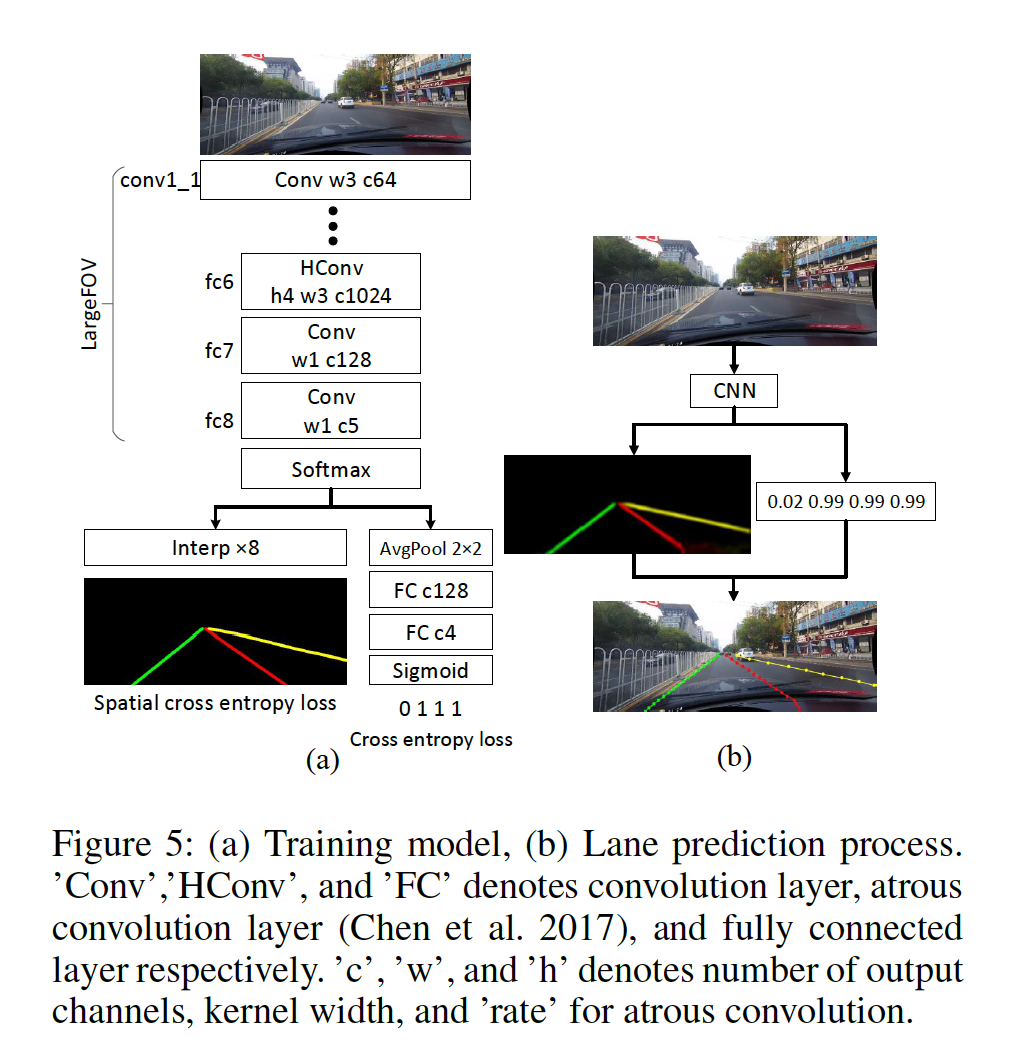 conv1_1
Conv w3 c64
LargeFOV
fc6
HConv
h4 w3 c1024
fc7
Conv
w1 c128
fc8
Conv
w1 c5
Softmax
Interp ×8
AvgPool 2×2
FC c128
FC c4
Sigmoid
Spatial cross entropy loss
0 1 1 1
Cross entropy loss
(a)
CNN
0.02 0.99 0.99 0.99
(b)
Figure 5: (a) Training model, (b) Lane prediction process.
’Conv’,’HConv’, and ’FC’ denotes convolution layer, atrous
convolution layer (Chen et al. 2017), and fully connected
layer respectively. ’c’, ’w’, and ’h’ denotes number of output
channels, kernel width, and ’rate’ for atrous convolution.